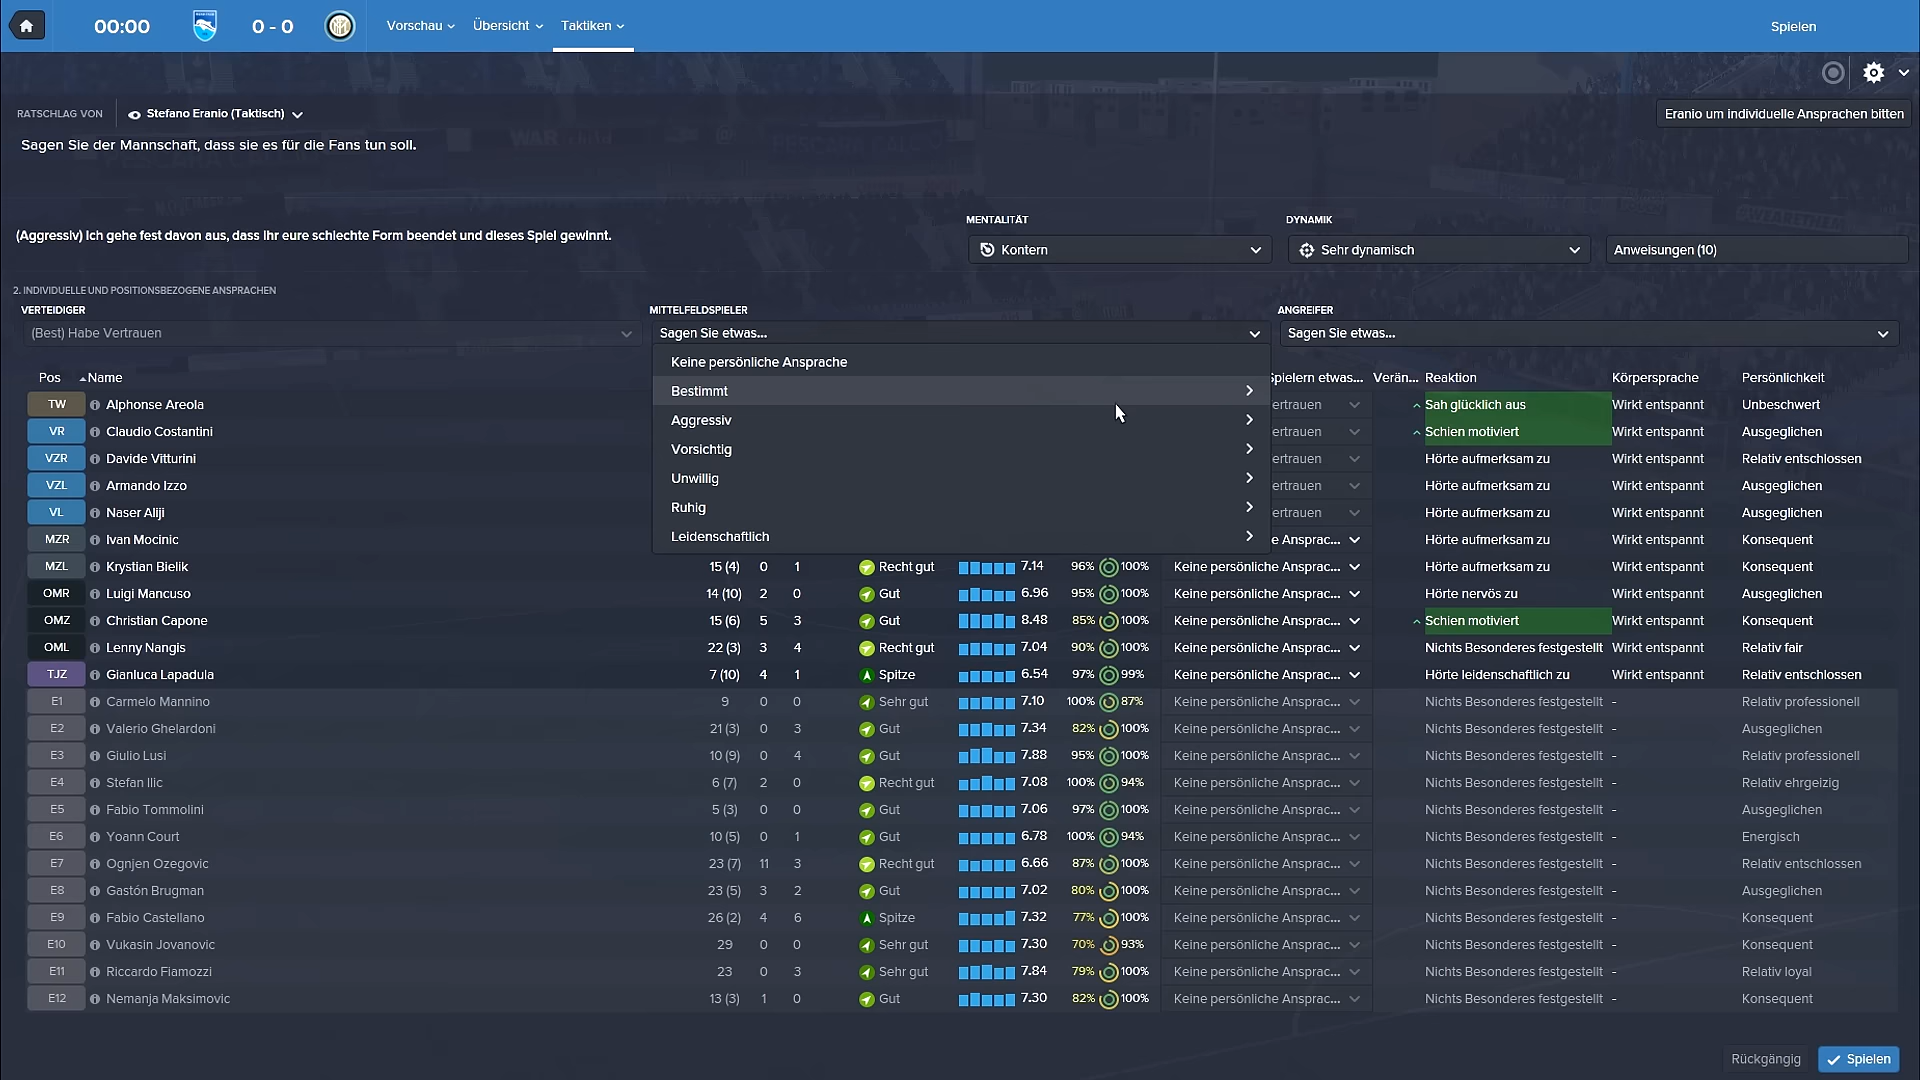 00:00 0 - 0 Vorschau Übersicht Taktiken Spielen
RATSCHLAG VON Stefano Eranio (Taktisch) Eranio um individuelle Ansprachen bitten
Sagen Sie der Mannschaft, dass sie es für die Fans tun soll.
MENTALITÄT DYNAMIK
(Aggressiv) Ich gehe fest davon aus, dass Ihr eure schlechte Form beendet und dieses Spiel gewinnt.
Kontern Sehr dynamisch Anweisungen (10)
2. INDIVIDUELLE UND POSITIONSBEZOGENE ANSPRACHEN
VERTEIDIGER MITTELFELDSPIELER ANGREIFER
(Best) Habe Vertrauen Sagen Sie etwas... Sagen Sie etwas...
Keine persönliche Ansprache
Bestimmt
Aggressiv
Vorsichtig
Unwillig
Ruhig
Leidenschaftlich
Pos Name Spielern etwas... Verän... Reaktion Körpersprache Persönlichkeit
TW Alphonse Areola ertrauen Sah glücklich aus Wirkt entspannt Unbeschwert
VR Claudio Costantini ertrauen Schien motiviert Wirkt entspannt Ausgeglichen
VZR Davide Vitturini ertrauen Hörte aufmerksam zu Wirkt entspannt Relativ entschlossen
VZL Armando Izzo ertrauen Hörte aufmerksam zu Wirkt entspannt Ausgeglichen
VL Naser Aliji ertrauen Hörte aufmerksam zu Wirkt entspannt Ausgeglichen
MZR Ivan Mocinic e Ansprac... Hörte aufmerksam zu Wirkt entspannt Konsequent
MZL Krystian Bielik 15 (4) 0 1 Recht gut 7.14 96% 100% Keine persönliche Ansprac... Hörte aufmerksam zu Wirkt entspannt Konsequent
OMR Luigi Mancuso 14 (10) 2 0 Gut 6.96 95% 100% Keine persönliche Ansprac... Hörte nervös zu Wirkt entspannt Ausgeglichen
OMZ Christian Capone 15 (6) 5 3 Gut 8.48 85% 100% Keine persönliche Ansprac... Schien motiviert Wirkt entspannt Konsequent
OML Lenny Nangis 22 (3) 3 4 Recht gut 7.04 90% 100% Keine persönliche Ansprac... Nichts Besonderes festgestellt Wirkt entspannt Relativ fair
TJZ Gianluca Lapadula 7 (10) 4 1 Spitze 6.54 97% 99% Keine persönliche Ansprac... Hörte leidenschaftlich zu Wirkt entspannt Relativ entschlossen
E1 Carmelo Mannino 9 0 0 Sehr gut 7.10 100% 87% Keine persönliche Ansprac... Nichts Besonderes festgestellt - Relativ professionell
E2 Valerio Ghelardoni 21 (3) 0 3 Gut 7.34 82% 100% Keine persönliche Ansprac... Nichts Besonderes festgestellt - Ausgeglichen
E3 Giulio Lusi 10 (9) 0 4 Gut 7.88 95% 100% Keine persönliche Ansprac... Nichts Besonderes festgestellt - Relativ professionell
E4 Stefan Ilic 6 (7) 2 0 Recht gut 7.08 100% 94% Keine persönliche Ansprac... Nichts Besonderes festgestellt - Relativ ehrgeizig
E5 Fabio Tommolini 5 (3) 0 0 Gut 7.06 97% 100% Keine persönliche Ansprac... Nichts Besonderes festgestellt - Ausgeglichen
E6 Yoann Court 10 (5) 0 1 Gut 6.78 100% 94% Keine persönliche Ansprac... Nichts Besonderes festgestellt - Energisch
E7 Ognjen Ozegovic 23 (7) 11 3 Recht gut 6.66 87% 100% Keine persönliche Ansprac... Nichts Besonderes festgestellt - Relativ entschlossen
E8 Gastón Brugman 23 (5) 3 2 Gut 7.02 80% 100% Keine persönliche Ansprac... Nichts Besonderes festgestellt - Ausgeglichen
E9 Fabio Castellano 26 (2) 4 6 Spitze 7.32 77% 100% Keine persönliche Ansprac... Nichts Besonderes festgestellt - Konsequent
E10 Vukasin Jovanovic 29 0 0 Sehr gut 7.30 70% 93% Keine persönliche Ansprac... Nichts Besonderes festgestellt - Konsequent
E11 Riccardo Fiamozzi 23 0 3 Sehr gut 7.84 79% 100% Keine persönliche Ansprac... Nichts Besonderes festgestellt - Relativ loyal
E12 Nemanja Maksimovic 13 (3) 1 0 Gut 7.30 82% 100% Keine persönliche Ansprac... Nichts Besonderes festgestellt - Konsequent
Rückgängig Spielen